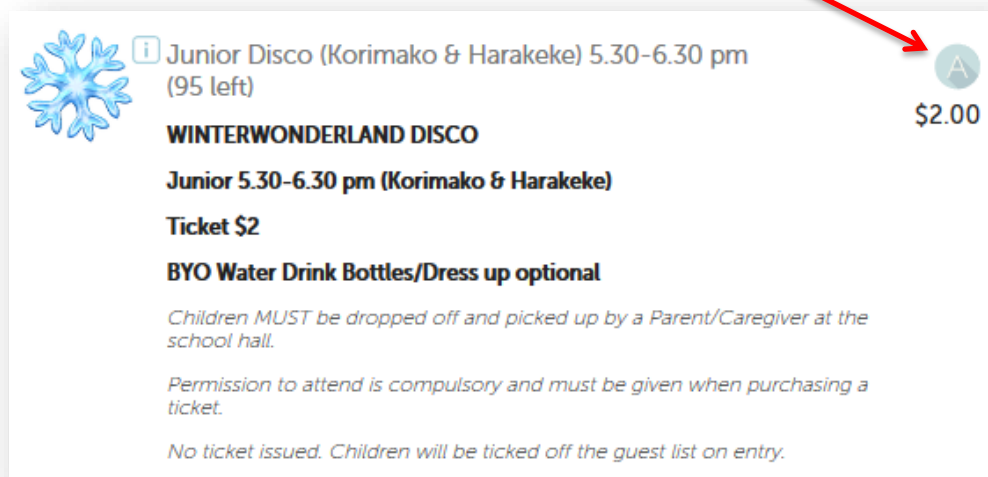 i Junior Disco (Korimako & Harakeke) 5.30-6.30 pm
A
(95 left)
$2.00
WINTERWONDERLAND DISCO
Junior 5.30-6.30 pm (Korimako & Harakeke)
Ticket $2
BYO Water Drink Bottles/Dress up optional
Children MUST be dropped off and picked up by a Parent/Caregiver at the
school hall.
Permission to attend is compulsory and must be given when purchasing a
ticket.
No ticket issued. Children will be ticked off the guest list on entry.